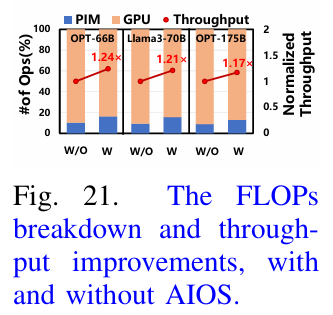 PIM GPU Throughput
#of Ops(%)
100
80
60
40
20
0
OPT-66B Llama3-70B OPT-175B
1.24× 1.21× 1.17×
2
1.5
1
0.5
0
Normalized
Throughput
W/O W W/O W W/O W
Fig. 21. The FLOPs
breakdown and through-
put improvements, with
and without AIOS.